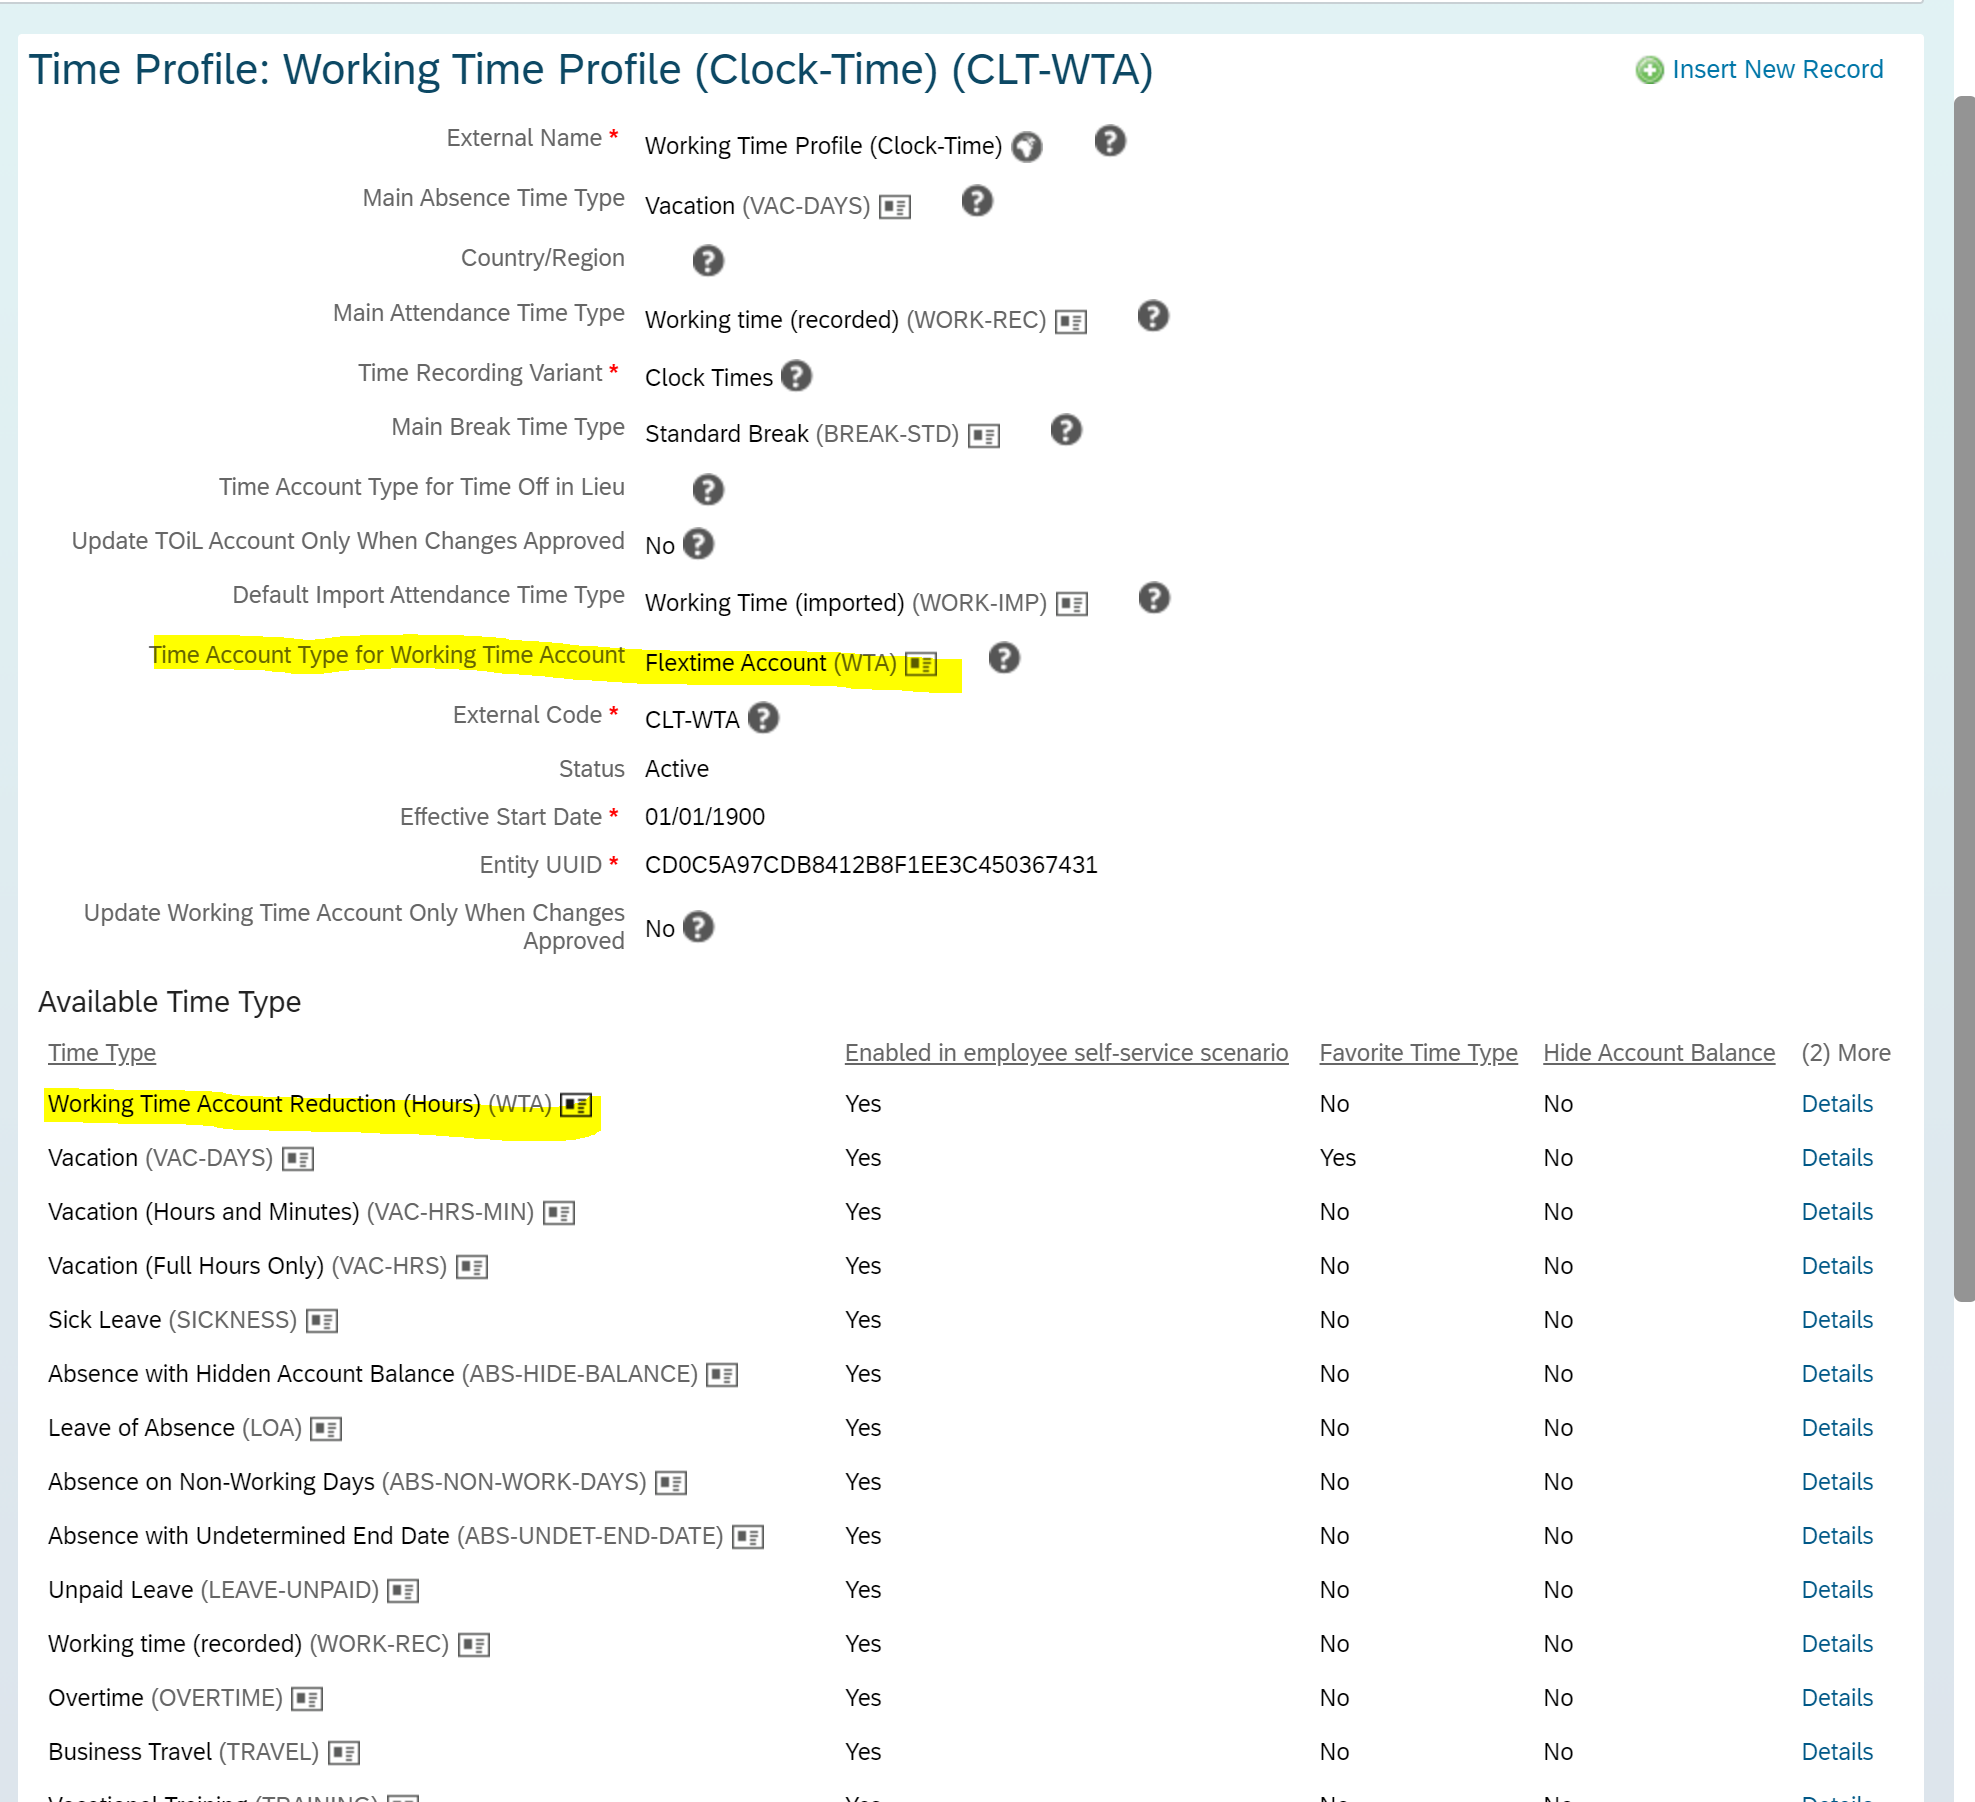 Time Profile: Working Time Profile (Clock-Time) (CLT-WTA)
Insert New Record
External Name * Working Time Profile (Clock-Time)
Main Absence Time Type Vacation (VAC-DAYS)
Country/Region
Main Attendance Time Type Working time (recorded) (WORK-REC)
Time Recording Variant * Clock Times
Main Break Time Type Standard Break (BREAK-STD)
Time Account Type for Time Off in Lieu
Update TOiL Account Only When Changes Approved No
Default Import Attendance Time Type Working Time (imported) (WORK-IMP)
Time Account Type for Working Time Account Flextime Account (WTA)
External Code * CLT-WTA
Status Active
Effective Start Date * 01/01/1900
Entity UUID * CD0C5A97CDB8412B8F1EE3C450367431
Update Working Time Account Only When Changes
Approved No
Available Time Type
Time Type Enabled in employee self-service scenario Favorite Time Type Hide Account Balance (2) More
Working Time Account Reduction (Hours) (WTA) Yes No No Details
Vacation (VAC-DAYS) Yes Yes No Details
Vacation (Hours and Minutes) (VAC-HRS-MIN) Yes No No Details
Vacation (Full Hours Only) (VAC-HRS) Yes No No Details
Sick Leave (SICKNESS) Yes No No Details
Absence with Hidden Account Balance (ABS-HIDE-BALANCE) Yes No No Details
Leave of Absence (LOA) Yes No No Details
Absence on Non-Working Days (ABS-NON-WORK-DAYS) Yes No No Details
Absence with Undetermined End Date (ABS-UNDET-END-DATE) Yes No No Details
Unpaid Leave (LEAVE-UNPAID) Yes No No Details
Working time (recorded) (WORK-REC) Yes No No Details
Overtime (OVERTIME) Yes No No Details
Business Travel (TRAVEL) Yes No No Details
Vocational Training (TRAINING) Yes No No Details